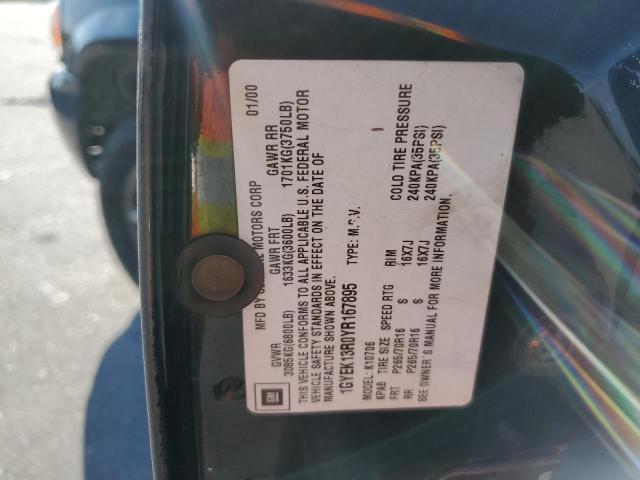 GM
MFD BY GENERAL MOTORS CORP 01/00
GVWR GAWR FRT GAWR RR
3085KG(6800LB) 1633KG(3600LB) 1701KG(3750LB)
THIS VEHICLE CONFORMS TO ALL APPLICABLE U.S. FEDERAL MOTOR
VEHICLE SAFETY STANDARDS IN EFFECT ON THE DATE OF
MANUFACTURE SHOWN ABOVE.
1GYEK13R0YR167895 TYPE: M.P.V.
MODEL: K10706
KPAB TIRE SIZE SPEED RTG RIM COLD TIRE PRESSURE
FRT P265/70R16 S 16X7J 240KPA(35PSI)
RR P265/70R16 S 16X7J 240KPA(35PSI)
SEE OWNER'S MANUAL FOR MORE INFORMATION.